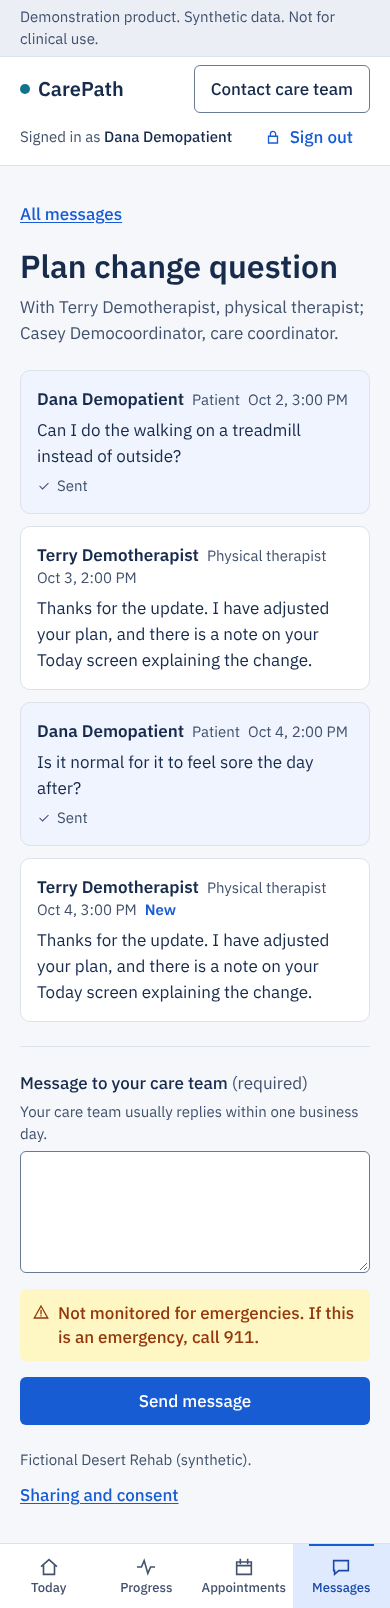 Demonstration product. Synthetic data. Not for
clinical use.
CarePath
Contact care team
Signed in as Dana Demopatient
Sign out
All messages
Plan change question
With Terry Demotherapist, physical therapist;
Casey Democoordinator, care coordinator.
Dana Demopatient Patient Oct 2, 3:00 PM
Can I do the walking on a treadmill
instead of outside?
Sent
Terry Demotherapist Physical therapist
Oct 3, 2:00 PM
Thanks for the update. I have adjusted
your plan, and there is a note on your
Today screen explaining the change.
Dana Demopatient Patient Oct 4, 2:00 PM
Is it normal for it to feel sore the day
after?
Sent
Terry Demotherapist Physical therapist
Oct 4, 3:00 PM New
Thanks for the update. I have adjusted
your plan, and there is a note on your
Today screen explaining the change.
Message to your care team (required)
Your care team usually replies within one business
day.
Not monitored for emergencies. If this
is an emergency, call 911.
Send message
Fictional Desert Rehab (synthetic).
Sharing and consent
Today
Progress
Appointments
Messages